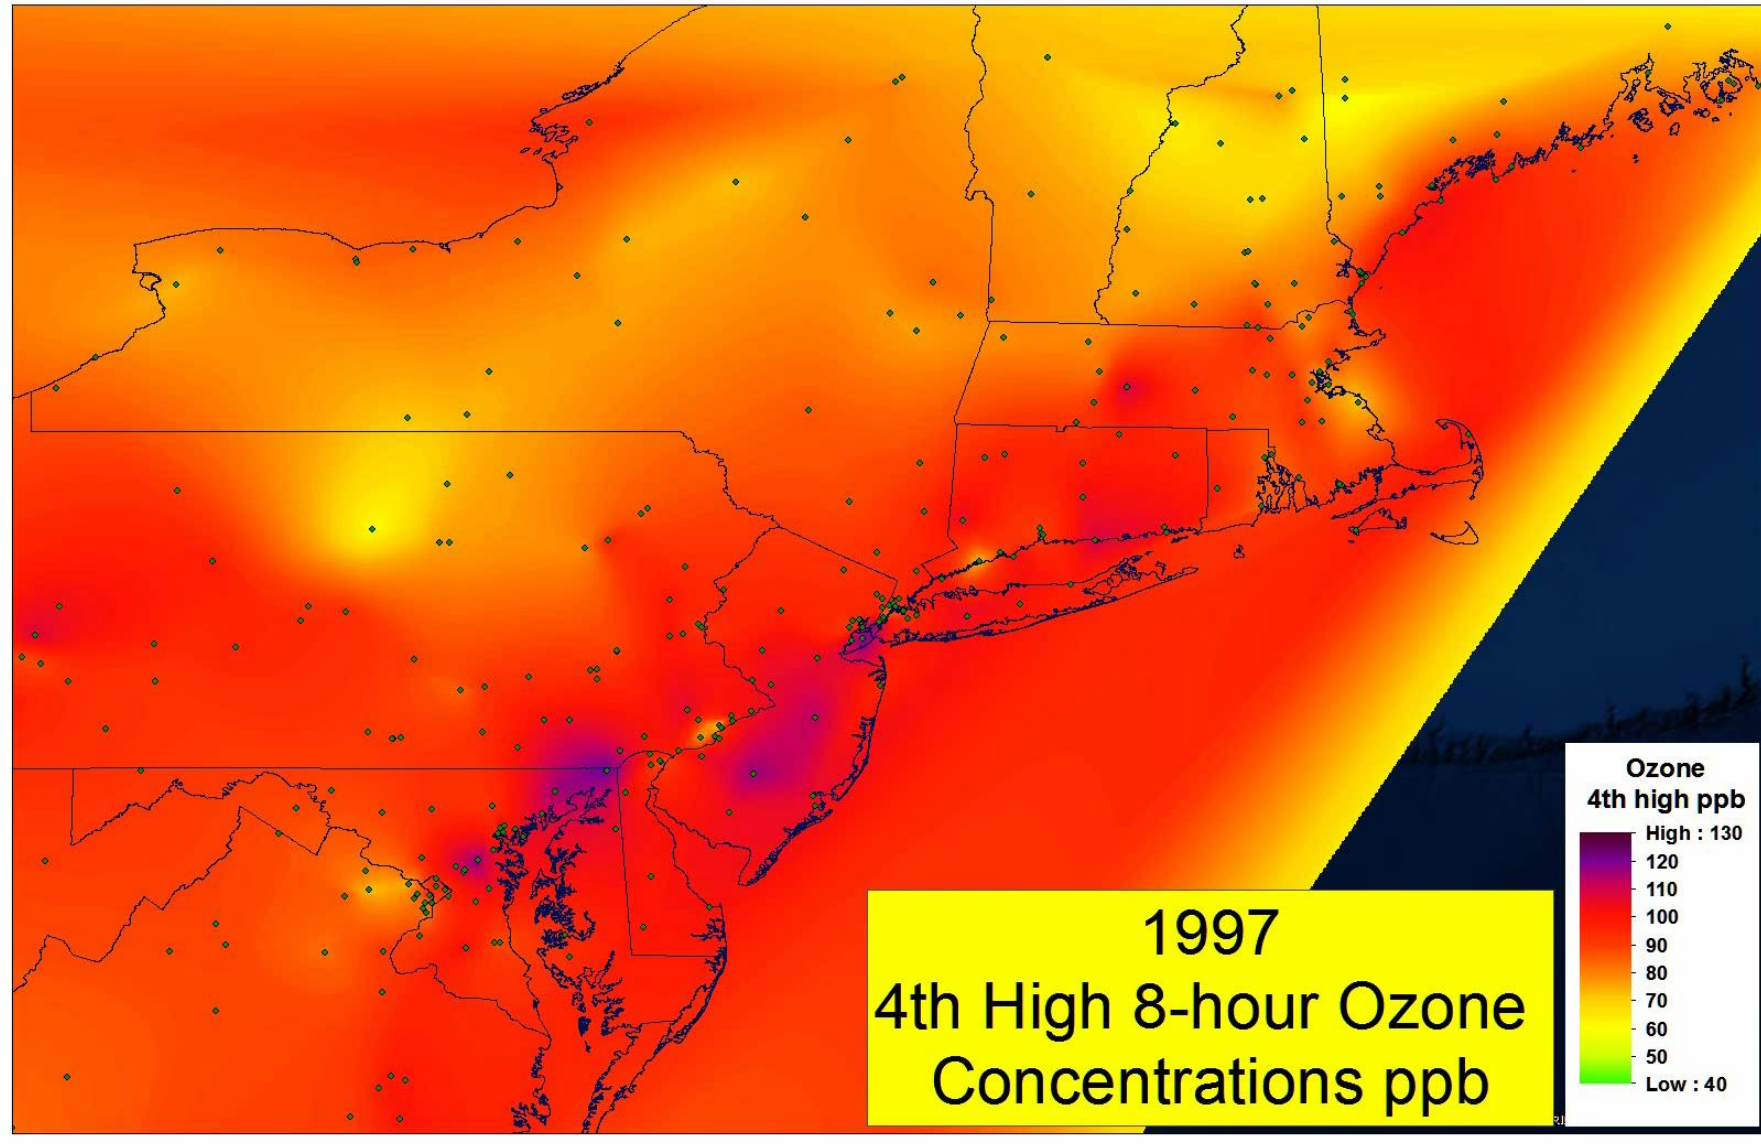 1997
4th High 8-hour Ozone
Concentrations ppb
Ozone
4th high ppb
High : 130
120
110
100
90
80
70
60
50
Low : 40